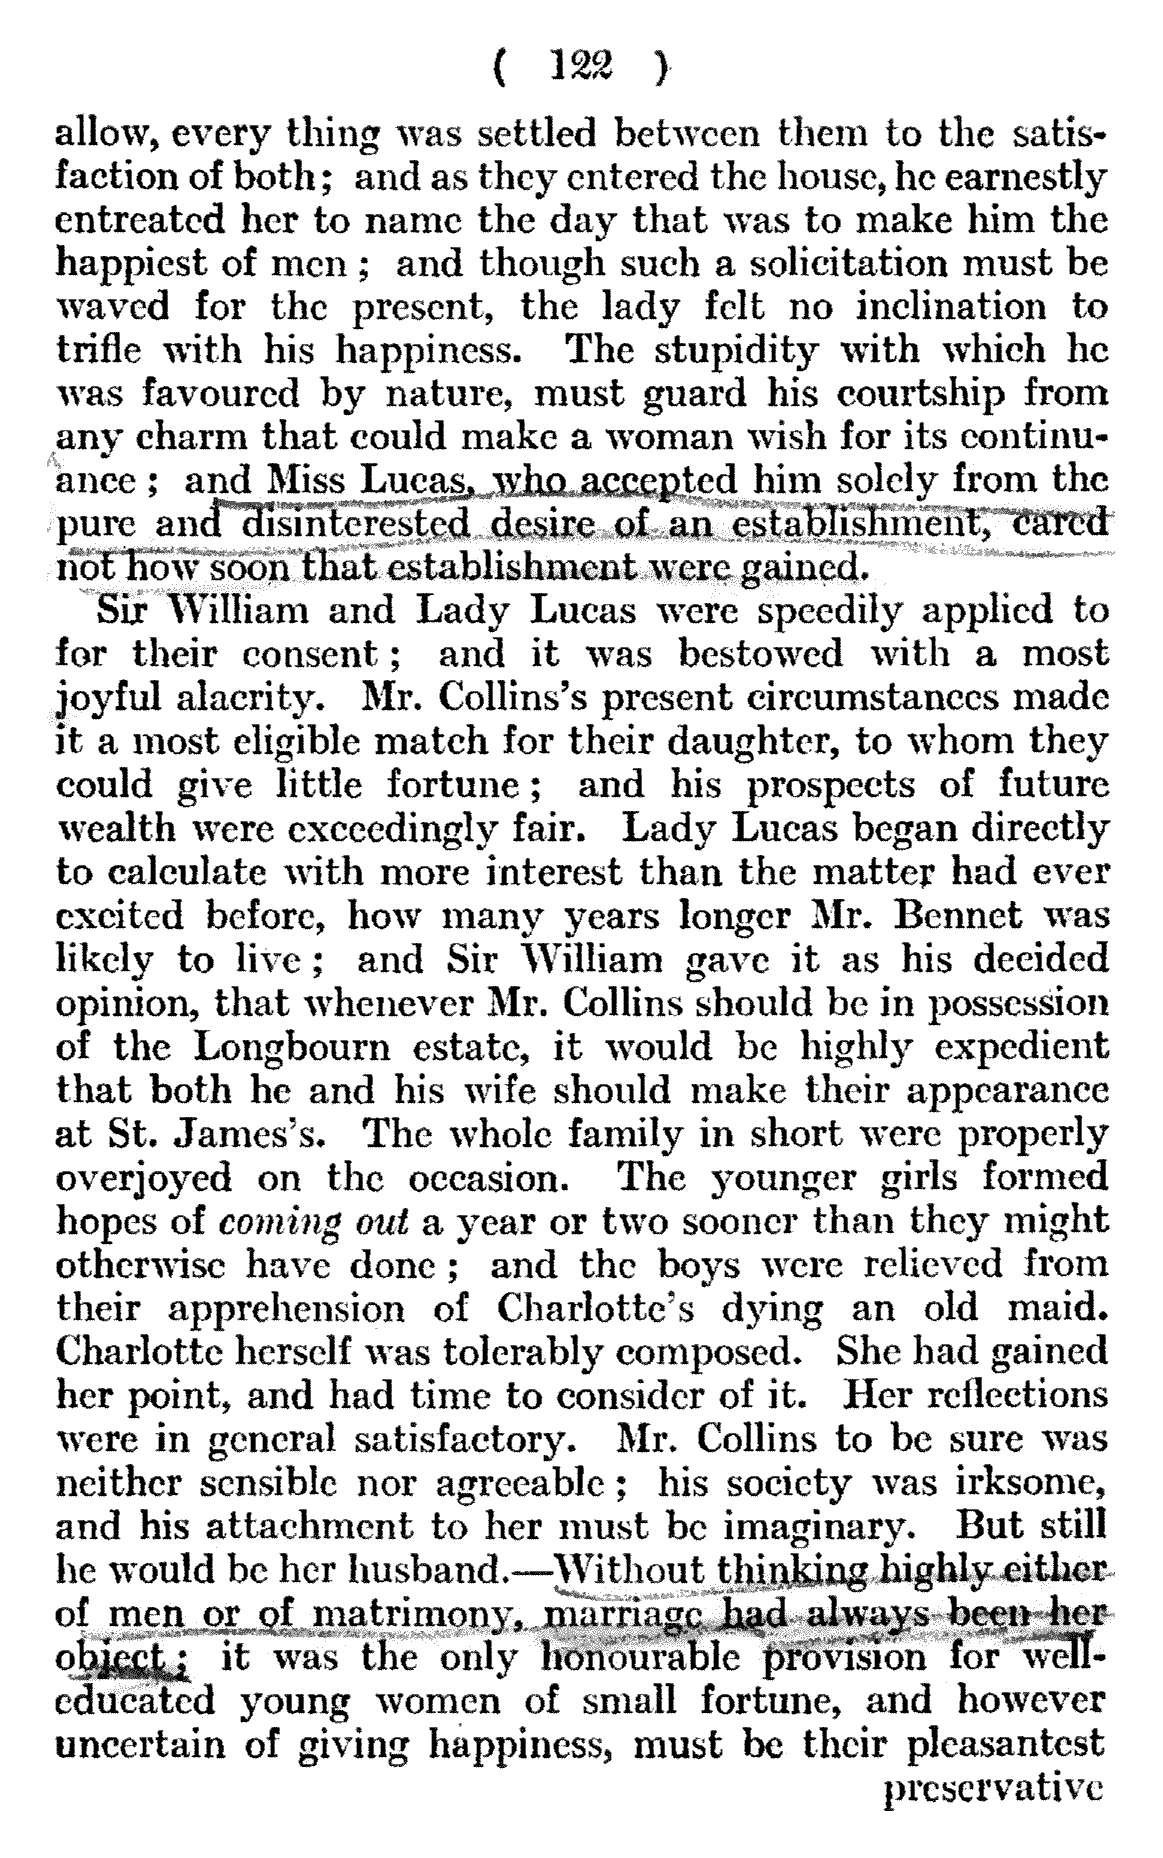 ( 122 )
allow, every thing was settled between them to the satis-
faction of both; and as they entered the house, he earnestly
entreated her to name the day that was to make him the
happiest of men; and though such a solicitation must be
waved for the present, the lady felt no inclination to
trifle with his happiness. The stupidity with which he
was favoured by nature, must guard his courtship from
any charm that could make a woman wish for its continu-
ance; and Miss Lucas, who accepted him solely from the
pure and disinterested desire of an establishment, cared
not how soon that establishment were gained.
Sir William and Lady Lucas were speedily applied to
for their consent; and it was bestowed with a most
joyful alacrity. Mr. Collins's present circumstances made
it a most eligible match for their daughter, to whom they
could give little fortune; and his prospects of future
wealth were exceedingly fair. Lady Lucas began directly
to calculate with more interest than the matter had ever
excited before, how many years longer Mr. Bennet was
likely to live; and Sir William gave it as his decided
opinion, that whenever Mr. Collins should be in possession
of the Longbourn estate, it would be highly expedient
that both he and his wife should make their appearance
at St. James's. The whole family in short were properly
overjoyed on the occasion. The younger girls formed
hopes of coming out a year or two sooner than they might
otherwise have done; and the boys were relieved from
their apprehension of Charlotte's dying an old maid.
Charlotte herself was tolerably composed. She had gained
her point, and had time to consider of it. Her reflections
were in general satisfactory. Mr. Collins to be sure was
neither sensible nor agreeable; his society was irksome,
and his attachment to her must be imaginary. But still
he would be her husband.—Without thinking highly either
of men or of matrimony, marriage had always been her
object; it was the only honourable provision for well-
educated young women of small fortune, and however
uncertain of giving happiness, must be their pleasantest
preservative